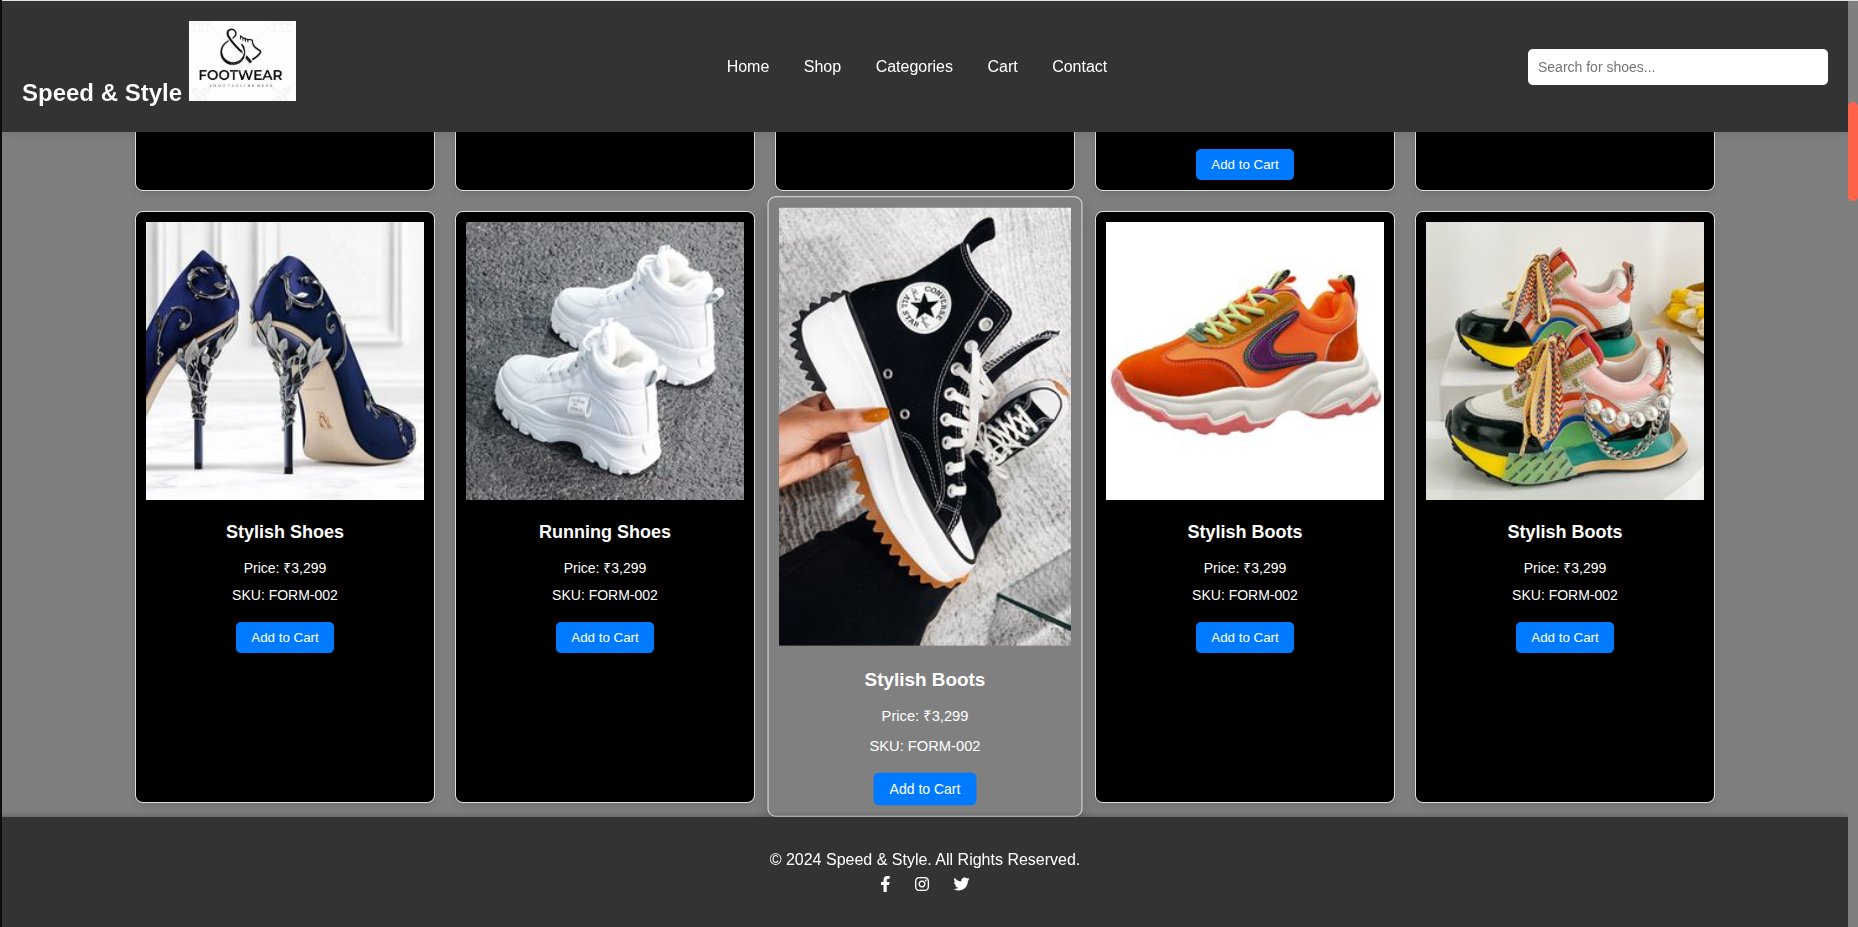 Speed & Style
FOOTWEAR
Home
Shop
Categories
Cart
Contact
Search for shoes...
Add to Cart
CONVERSE
ALL STAR
Stylish Shoes
Price: ₹3,299
SKU: FORM-002
Add to Cart
Running Shoes
Price: ₹3,299
SKU: FORM-002
Add to Cart
Stylish Boots
Price: ₹3,299
SKU: FORM-002
Add to Cart
Stylish Boots
Price: ₹3,299
SKU: FORM-002
Add to Cart
Stylish Boots
Price: ₹3,299
SKU: FORM-002
Add to Cart
© 2024 Speed & Style. All Rights Reserved.